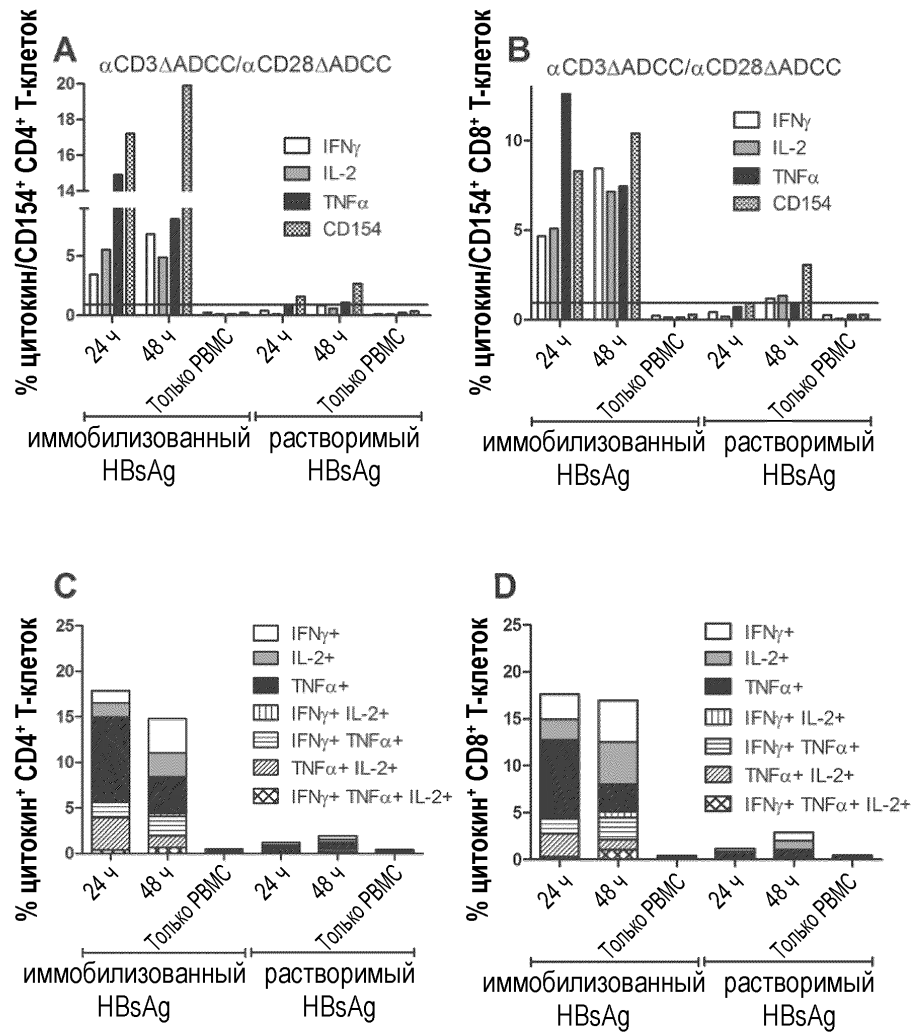 A
αCD3ΔADCC/αCD28ΔADCC
% цитокин/CD154⁺ CD4⁺ Т-клеток
20
18
16
14
5
0
IFNγ
IL-2
TNFα
CD154
24 ч
48 ч
Только PBMC
24 ч
48 ч
Только PBMC
иммобилизованный
HBsAg
растворимый
HBsAg
B
αCD3ΔADCC/αCD28ΔADCC
% цитокин/CD154⁺ CD8⁺ Т-клеток
10
5
0
IFNγ
IL-2
TNFα
CD154
24 ч
48 ч
Только PBMC
24 ч
48 ч
Только PBMC
иммобилизованный
HBsAg
растворимый
HBsAg
C
% цитокин⁺ CD4⁺ Т-клеток
25
20
15
10
5
0
IFNγ+
IL-2+
TNFα+
IFNγ+ IL-2+
IFNγ+ TNFα+
TNFα+ IL-2+
IFNγ+ TNFα+ IL-2+
24 ч
48 ч
Только PBMC
24 ч
48 ч
Только PBMC
иммобилизованный
HBsAg
растворимый
HBsAg
D
% цитокин⁺ CD8⁺ Т-клеток
25
20
15
10
5
0
IFNγ+
IL-2+
TNFα+
IFNγ+ IL-2+
IFNγ+ TNFα+
TNFα+ IL-2+
IFNγ+ TNFα+ IL-2+
24 ч
48 ч
Только PBMC
24 ч
48 ч
Только PBMC
иммобилизованный
HBsAg
растворимый
HBsAg